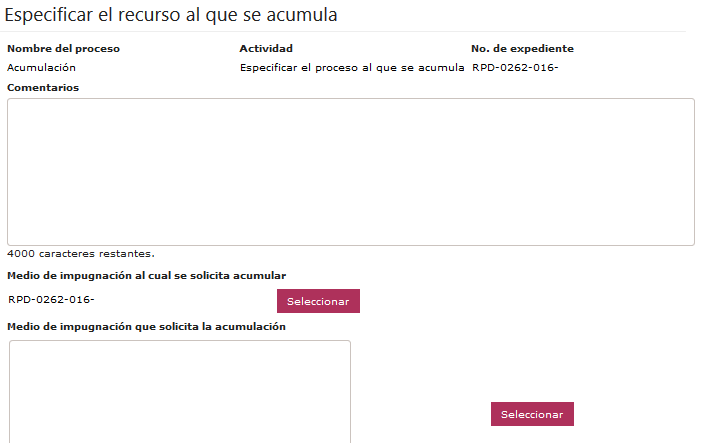 Especificar el recurso al que se acumula
Nombre del proceso Actividad No. de expediente
Acumulación Especificar el proceso al que se acumula RPD-0262-016-
Comentarios
4000 caracteres restantes.
Medio de impugnación al cual se solicita acumular
RPD-0262-016- Seleccionar
Medio de impugnación que solicita la acumulación
Seleccionar